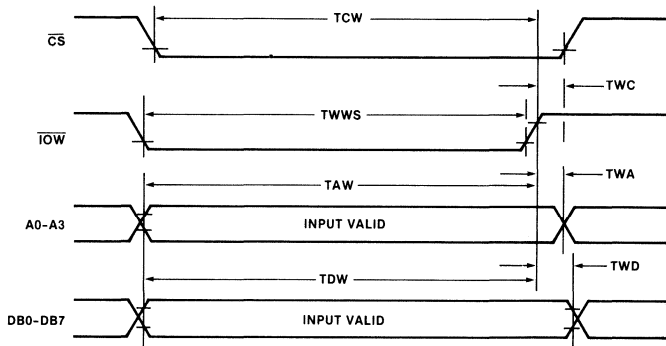 TCW
CS
TWC
TWWS
IOW
TAW
TWA
A0-A3
INPUT VALID
TDW
TWD
DB0-DB7
INPUT VALID